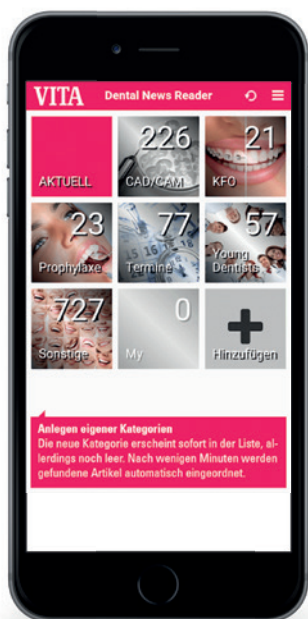 VITA Dental News Reader
AKTUELL
226
CAD/CAM
21
KFO
23
Prophylaxe
77
Termine
57
Young
Dentists
727
Sonstige
0
My
Hinzufügen
Anlegen eigener Kategorien
Die neue Kategorie erscheint sofort in der Liste, al-
lerdings noch leer. Nach wenigen Minuten werden
gefundene Artikel automatisch eingeordnet.